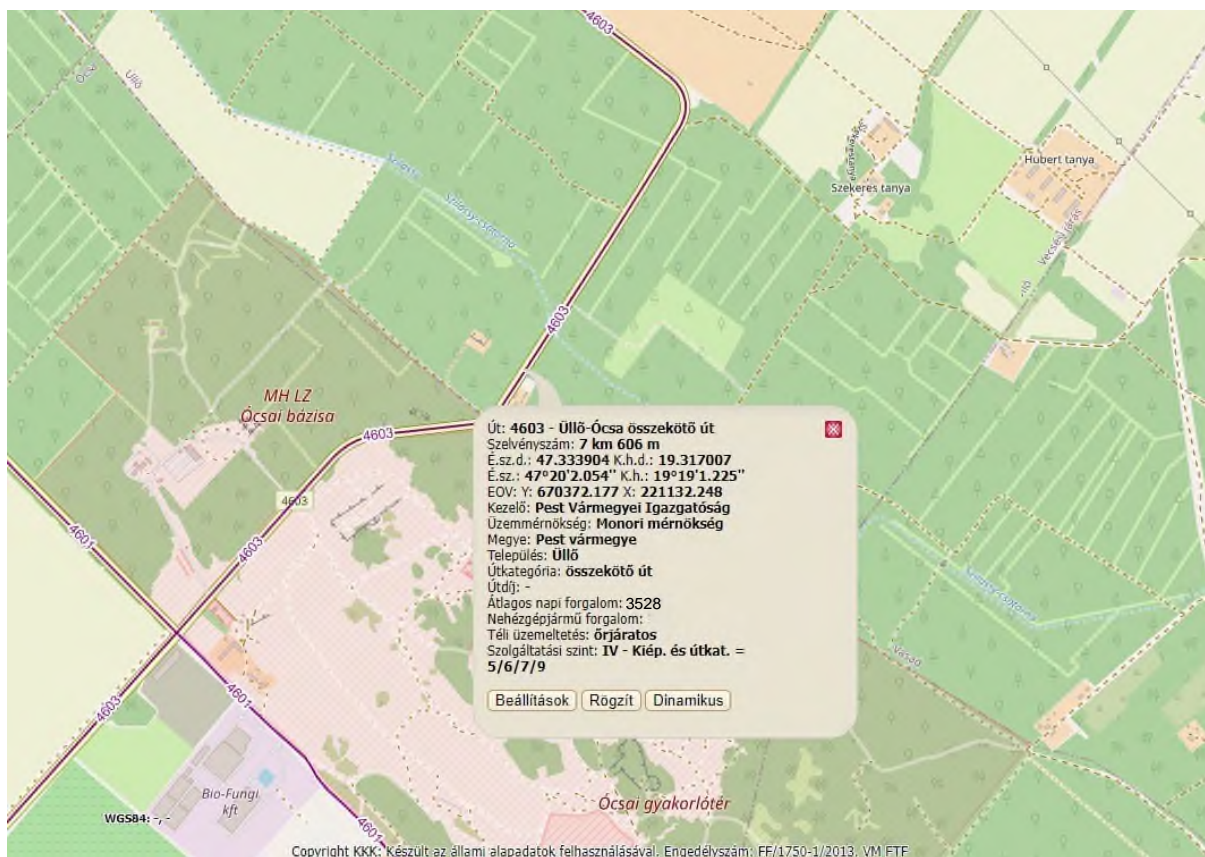 4603
Ócsa
Üllő
Szilassy-csatorna
Szekeres tanya
Hubert tanya
Vecsési járás
4603
MH LZ
Ócsai bázisa
4603
4603
4601
4603
4603
4601
4601
Út: 4603 - Üllő-Ócsa összekötő út
Szelvényszám: 7 km 606 m
É.sz.d.: 47.333904 K.h.d.: 19.317007
É.sz.: 47°20'2.054" K.h.: 19°19'1.225"
EOV: Y: 670372.177 X: 221132.248
Kezelő: Pest Vármegyei Igazgatóság
Üzemmérnökség: Monori mérnökség
Megye: Pest vármegye
Település: Üllő
Útkategória: összekötő út
Útdíj: -
Átlagos napi forgalom: 3528
Nehézgépjármű forgalom:
Téli üzemeltetés: őrjáratos
Szolgáltatási szint: IV - Kiép. és útkat. =
5/6/7/9
Beállítások Rögzít Dinamikus
Vasad
Bio-Fungi
kft
WGS84: -, -
Ócsai gyakorlótér
Copyright KKK; Készült az állami alapadatok felhasználásával. Engedélyszám: FF/1750-1/2013. VM FTF